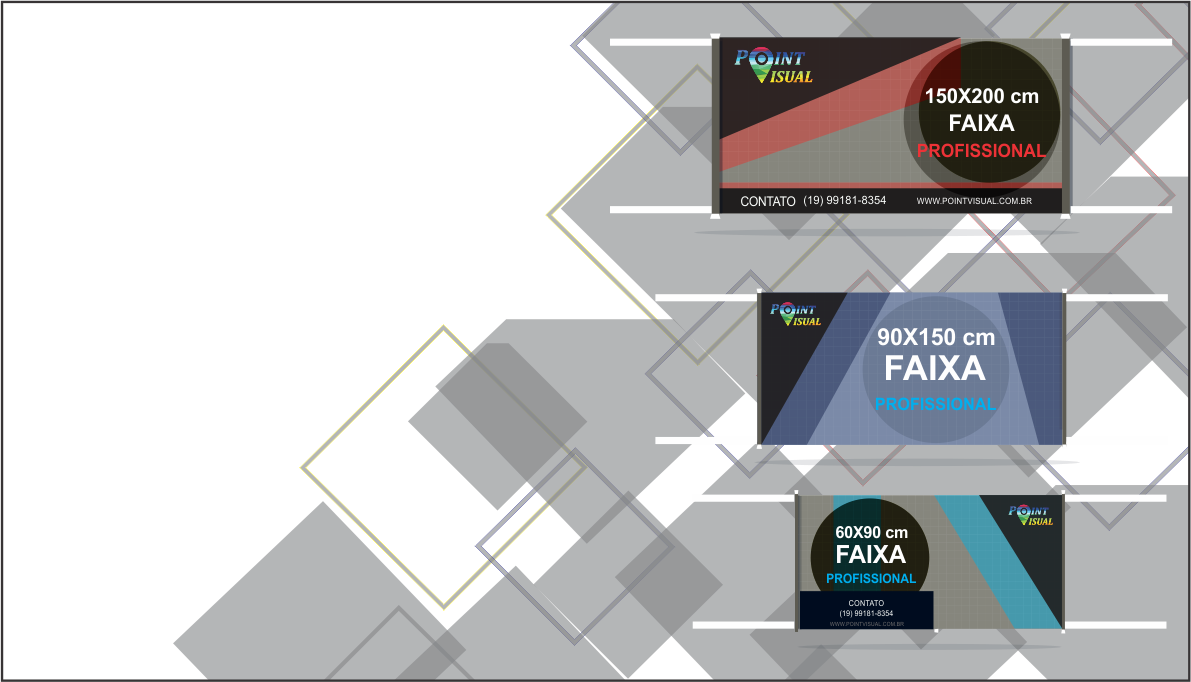 POINT
VISUAL
150X200 cm
FAIXA
PROFISSIONAL
CONTATO (19) 99181-8354 WWW.POINTVISUAL.COM.BR
POINT
VISUAL
90X150 cm
FAIXA
PROFISSIONAL
POINT
VISUAL
60X90 cm
FAIXA
PROFISSIONAL
CONTATO
(19) 99181-8354
WWW.POINTVISUAL.COM.BR